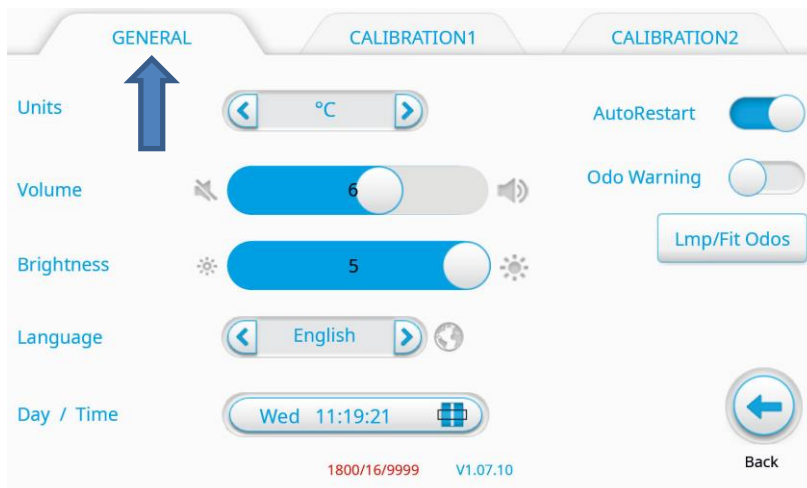 GENERAL CALIBRATION1 CALIBRATION2
Units °C AutoRestart
Volume 6 Odo Warning
Lmp/Fit Odos
Brightness 5
Language English
Day / Time Wed 11:19:21
1800/16/9999 V1.07.10
Back